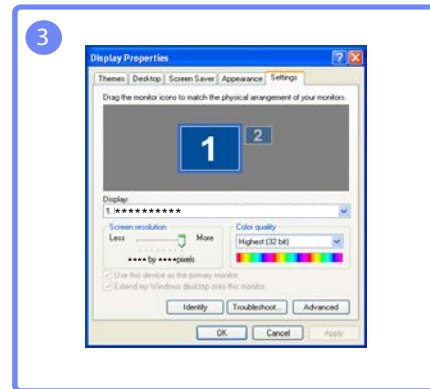 3
Display Properties
Themes Desktop Screen Saver Appearance Settings
Drag the monitor icons to match the physical arrangement of your monitors.
1 2
Display:
1. **********
Screen resolution Color quality
Less More Highest (32 bit)
**** by ****pixels
Use this device as the primary monitor.
Extend my Windows desktop onto this monitor.
Identify Troubleshoot... Advanced
OK Cancel Apply